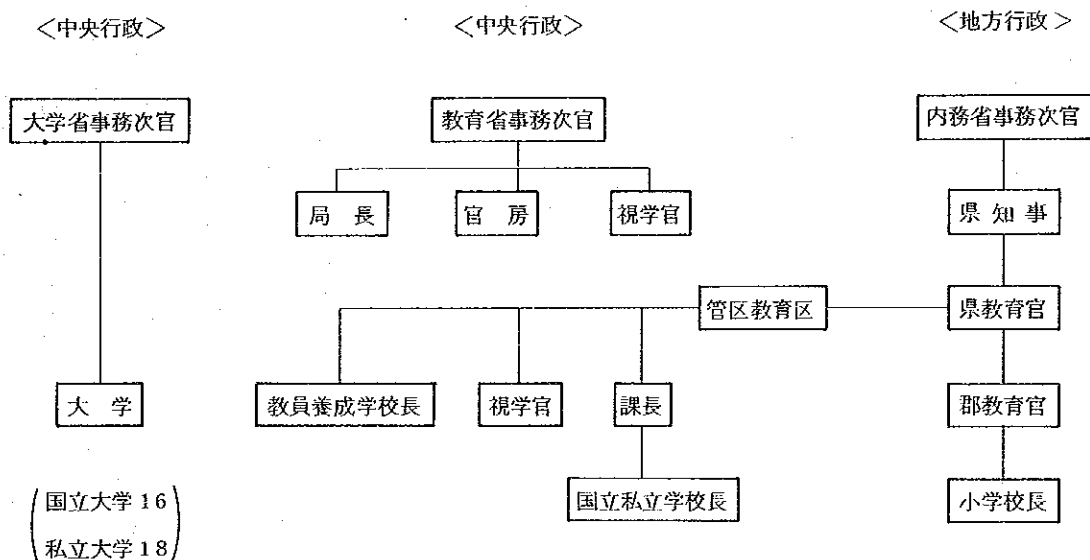 <中央行政>
<中央行政>
<地方行政>
大学省事務次官
教育省事務次官
内務省事務次官
局 長
官 房
視学官
県 知 事
管区教育区
県教育官
大 学
教員養成学校長
視学官
課長
郡教育官
国立私立学校長
小学校長
国立大学16
私立大学18